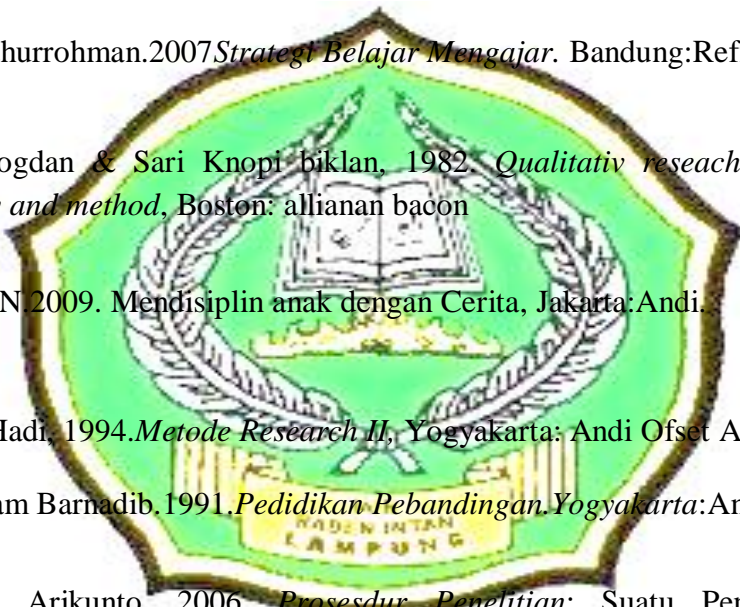 hurrohman.2007Strategi Belajar Mengajar. Bandung:Ref
ogdan & Sari Knopi biklan, 1982. Qualitativ reseach
and method, Boston: allianan bacon
N.2009. Mendisiplin anak dengan Cerita, Jakarta:Andi.
Hadi, 1994.Metode Research II, Yogyakarta: Andi Ofset A
am Barnadib.1991.Pedidikan Pebandingan.Yogyakarta:An
RADEN INTAN
LAMPUNG
Arikunto, 2006. Prosesdur Penelitian: Suatu Pen